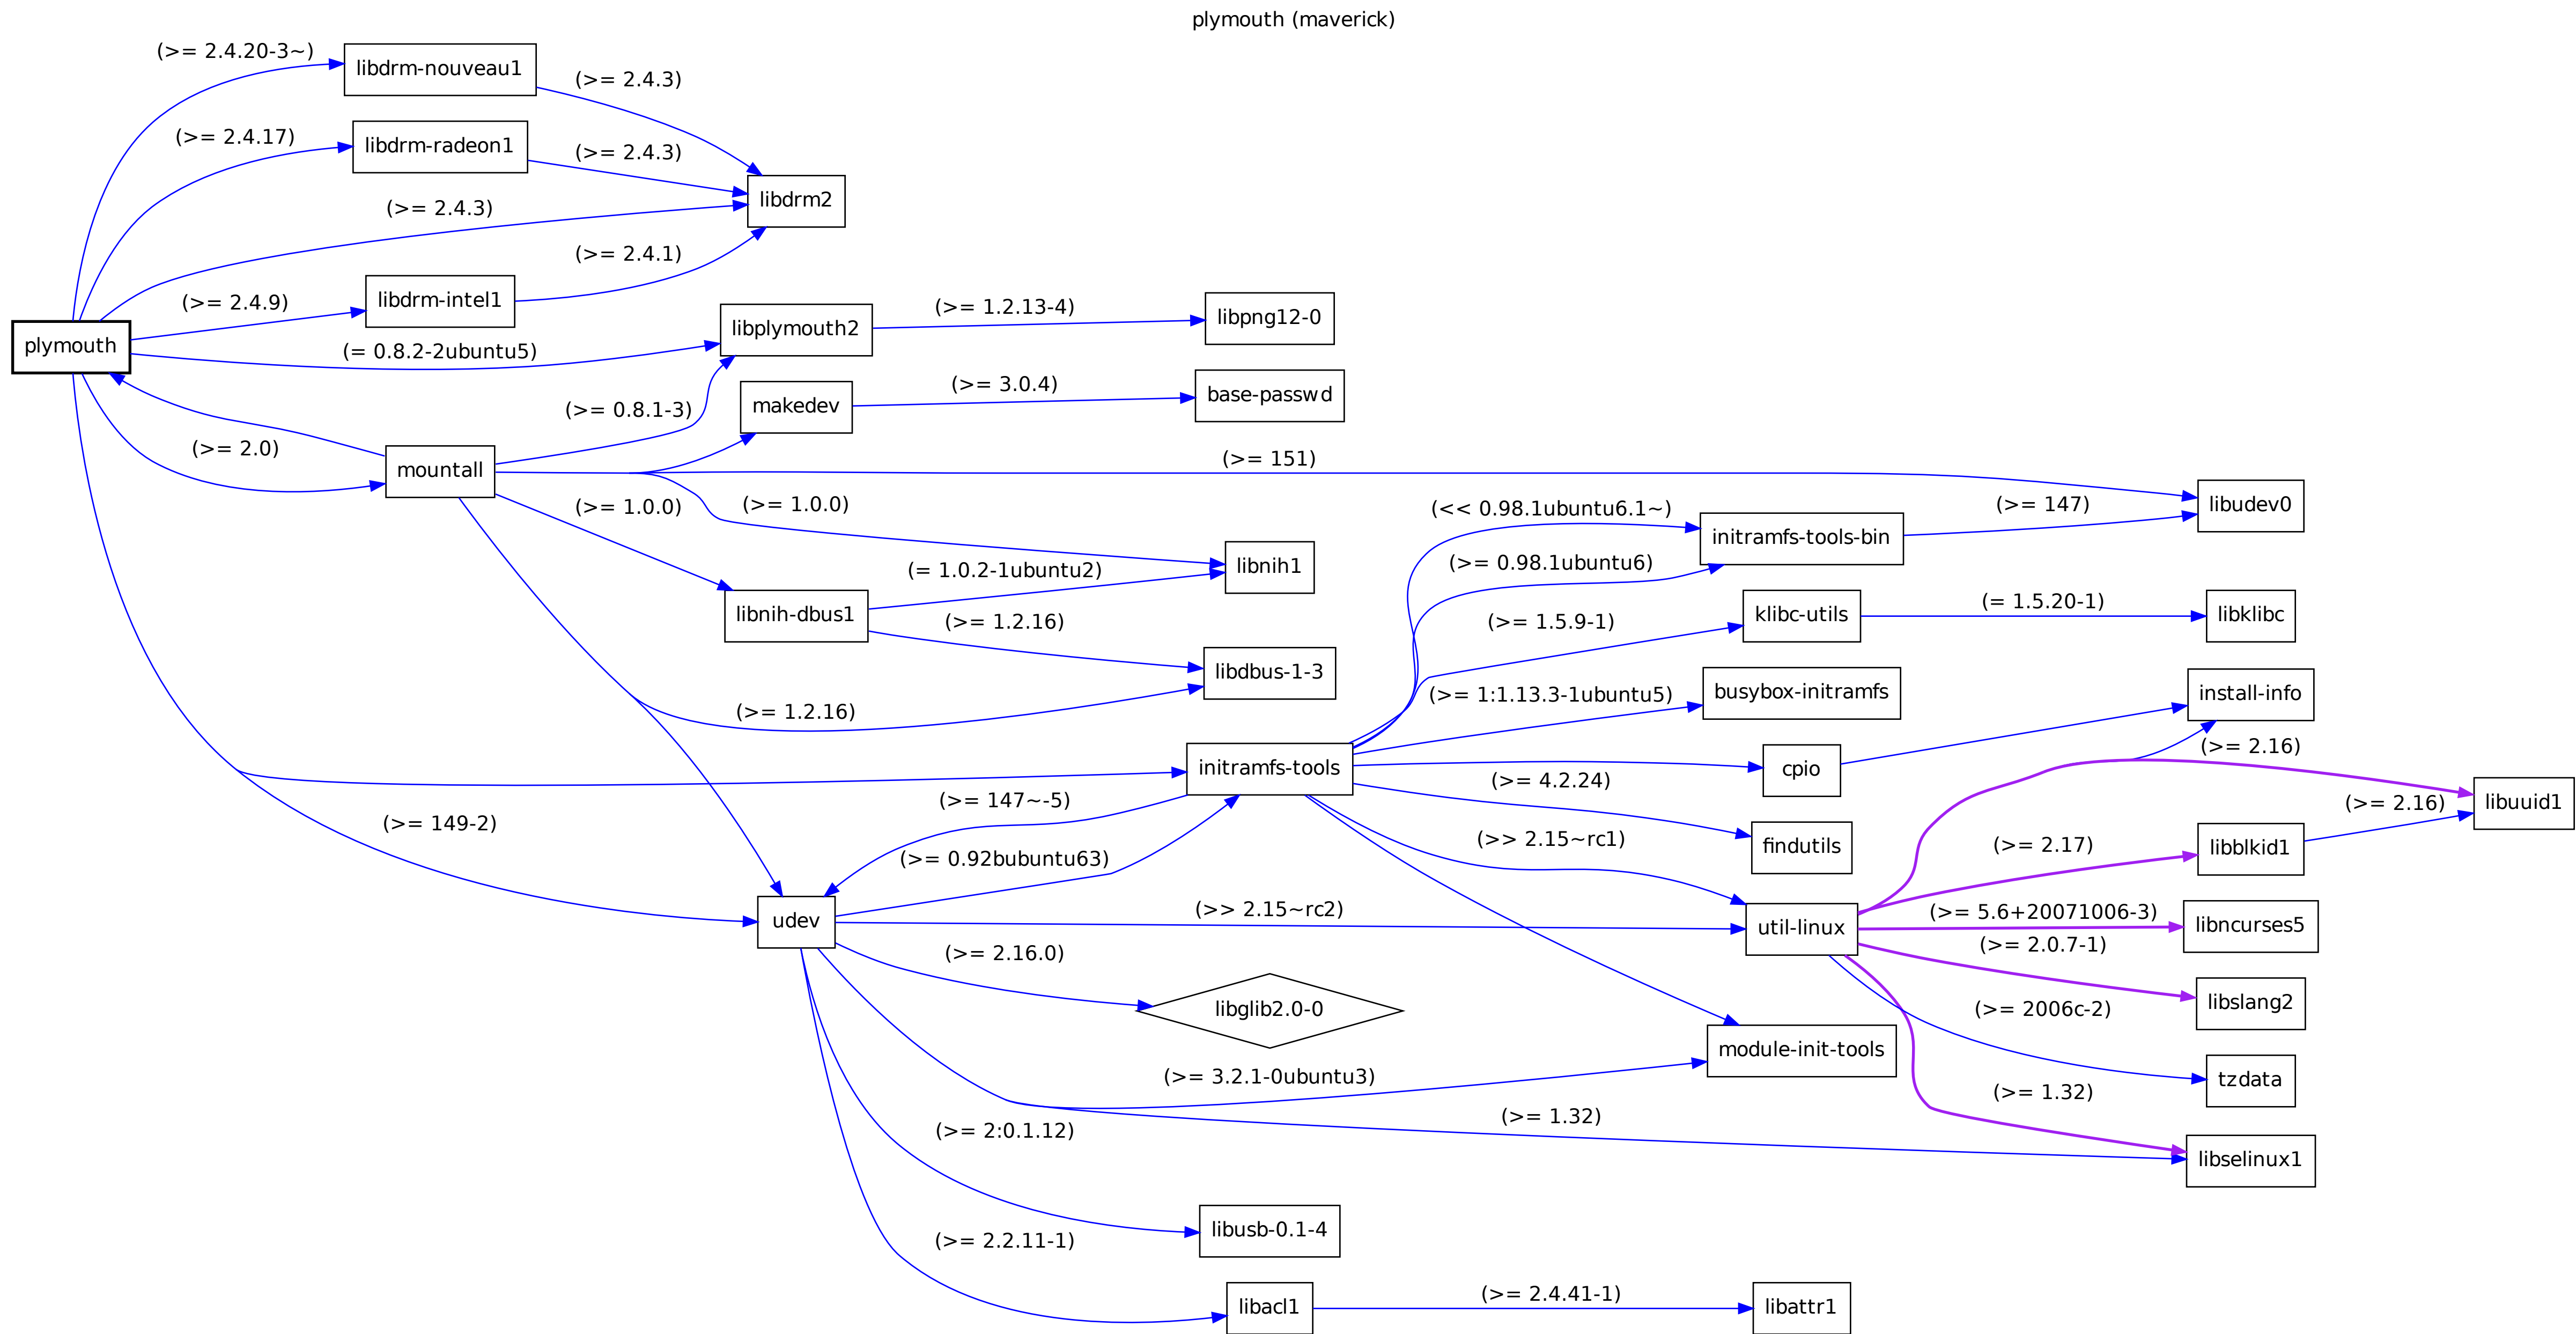 plymouth (maverick)
(>= 2.4.20-3~)
libdrm-nouveau1
(>= 2.4.3)
(>= 2.4.17)
libdrm-radeon1
(>= 2.4.3)
libdrm2
(>= 2.4.3)
(>= 2.4.1)
(>= 2.4.9)
libdrm-intel1
plymouth
(= 0.8.2-2ubuntu5)
libplymouth2
(>= 1.2.13-4)
libpng12-0
(>= 0.8.1-3)
makedev
(>= 3.0.4)
base-passwd
(>= 2.0)
mountall
(>= 151)
libudev0
(>= 1.0.0)
(>= 1.0.0)
(<< 0.98.1ubuntu6.1~)
initramfs-tools-bin
(>= 147)
(= 1.0.2-1ubuntu2)
libnih1
(>= 0.98.1ubuntu6)
libnih-dbus1
(>= 1.2.16)
(>= 1.5.9-1)
klibc-utils
(= 1.5.20-1)
libklibc
libdbus-1-3
(>= 1:1.13.3-1ubuntu5)
busybox-initramfs
install-info
(>= 1.2.16)
(>= 2.16)
initramfs-tools
cpio
(>= 4.2.24)
(>= 147~-5)
(>= 2.16)
libuuid1
(>= 149-2)
(>= 0.92bubuntu63)
(>> 2.15~rc1)
findutils
(>= 2.17)
libblkid1
udev
(>> 2.15~rc2)
util-linux
(>= 5.6+20071006-3)
libncurses5
(>= 2.16.0)
(>= 2.0.7-1)
libglib2.0-0
(>= 2006c-2)
libslang2
module-init-tools
(>= 3.2.1-0ubuntu3)
tzdata
(>= 1.32)
(>= 1.32)
(>= 2:0.1.12)
libselinux1
libusb-0.1-4
(>= 2.2.11-1)
libacl1
(>= 2.4.41-1)
libattr1